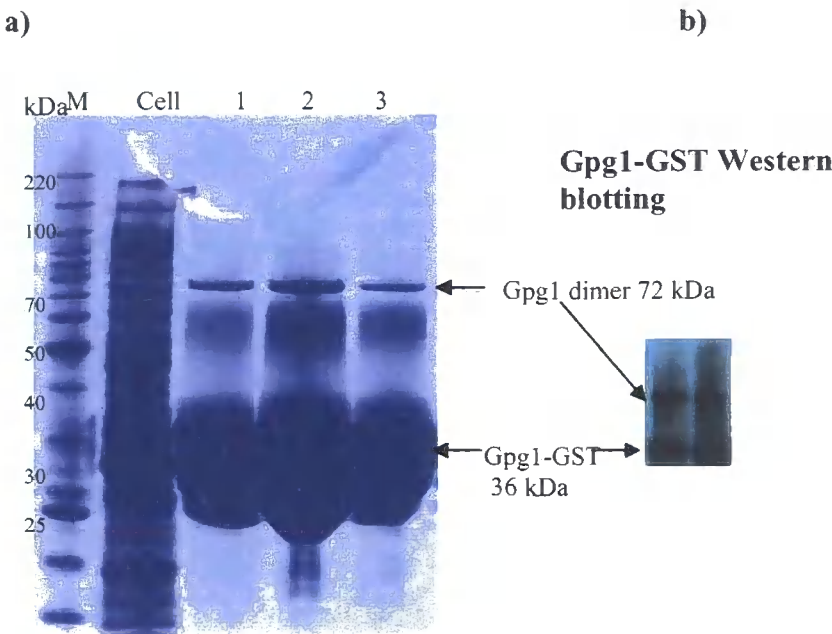 a)
b)
kDa M Cell 1 2 3
220
100
70
50
40
30
25
Gpg1-GST Western
blotting
Gpg1 dimer 72 kDa
Gpg1-GST
36 kDa